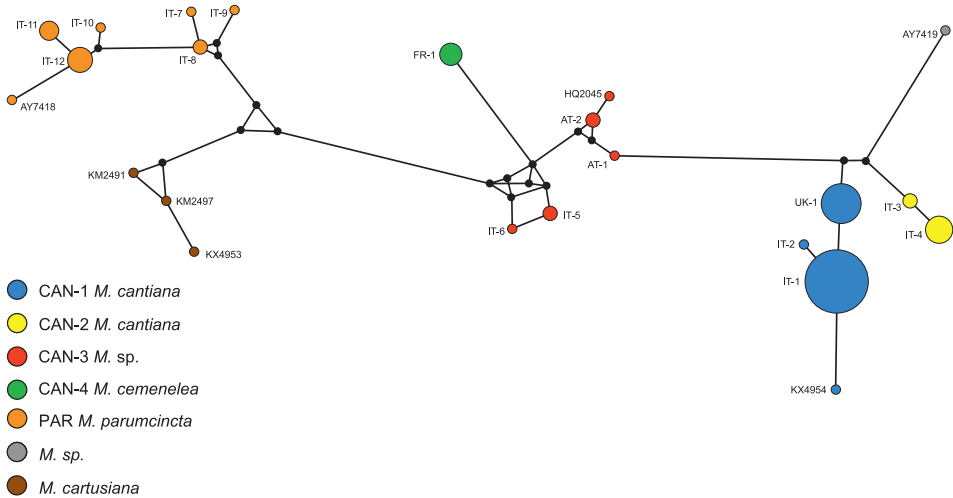 IT-7
IT-9
IT-10
IT-11
IT-12
IT-8
AY7418
FR-1
HQ2045
AT-2
AT-1
AY7419
KM2491
KM2497
KX4953
IT-5
IT-6
UK-1
IT-3
IT-4
IT-2
IT-1
KX4954
CAN-1 M. cantiana
CAN-2 M. cantiana
CAN-3 M. sp.
CAN-4 M. cemenelea
PAR M. parumcincta
M. sp.
M. cartusiana